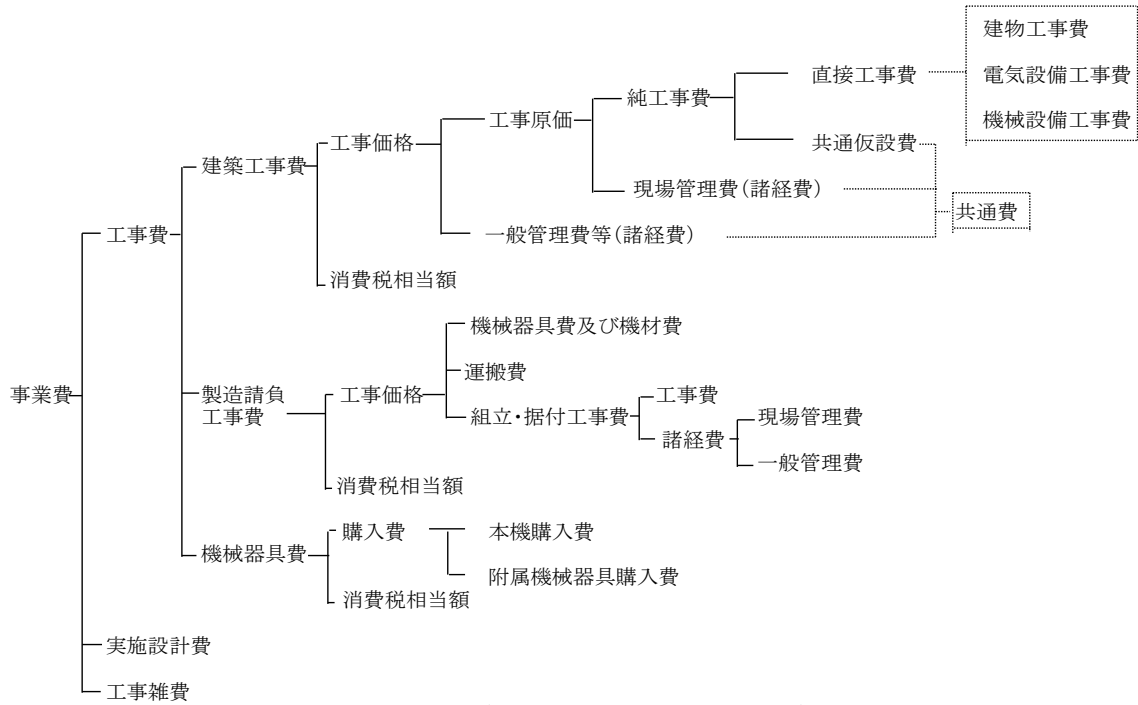 建物工事費
直接工事費
電気設備工事費
純工事費
工事原価
機械設備工事費
工事価格
共通仮設費
建築工事費
現場管理費(諸経費)
共通費
工事費
一般管理費等(諸経費)
消費税相当額
機械器具費及び機材費
運搬費
事業費
製造請負
工事費
工事価格
工事費
組立・据付工事費
現場管理費
諸経費
一般管理費
消費税相当額
購入費
本機購入費
機械器具費
附属機械器具購入費
消費税相当額
実施設計費
工事雑費